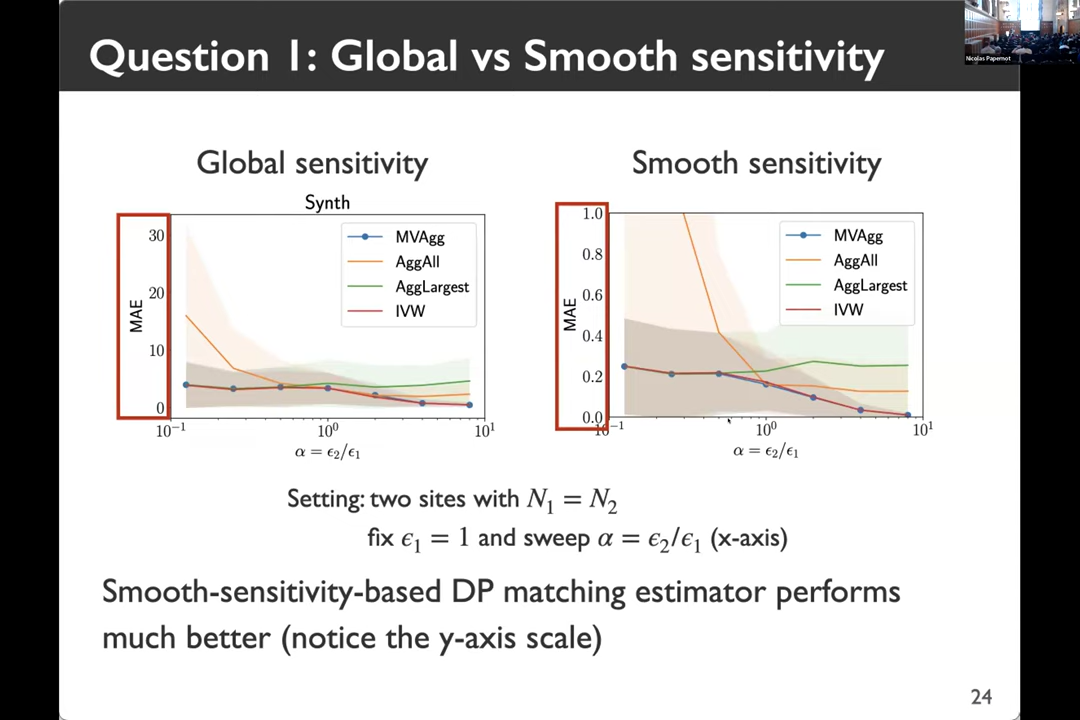 Question 1: Global vs Smooth sensitivity
Nicolas Papernot
Global sensitivity
Synth
MAE
30
20
10
0
MVAgg
AggAll
AggLargest
IVW
10⁻¹
10⁰
10¹
α = ϵ₂/ϵ₁
Smooth sensitivity
MAE
1.0
0.8
0.6
0.4
0.2
0.0
MVAgg
AggAll
AggLargest
IVW
10⁻¹
10⁰
10¹
α = ϵ₂/ϵ₁
Setting: two sites with N₁ = N₂
fix ϵ₁ = 1 and sweep α = ϵ₂/ϵ₁ (x-axis)
Smooth-sensitivity-based DP matching estimator performs
much better (notice the y-axis scale)
24